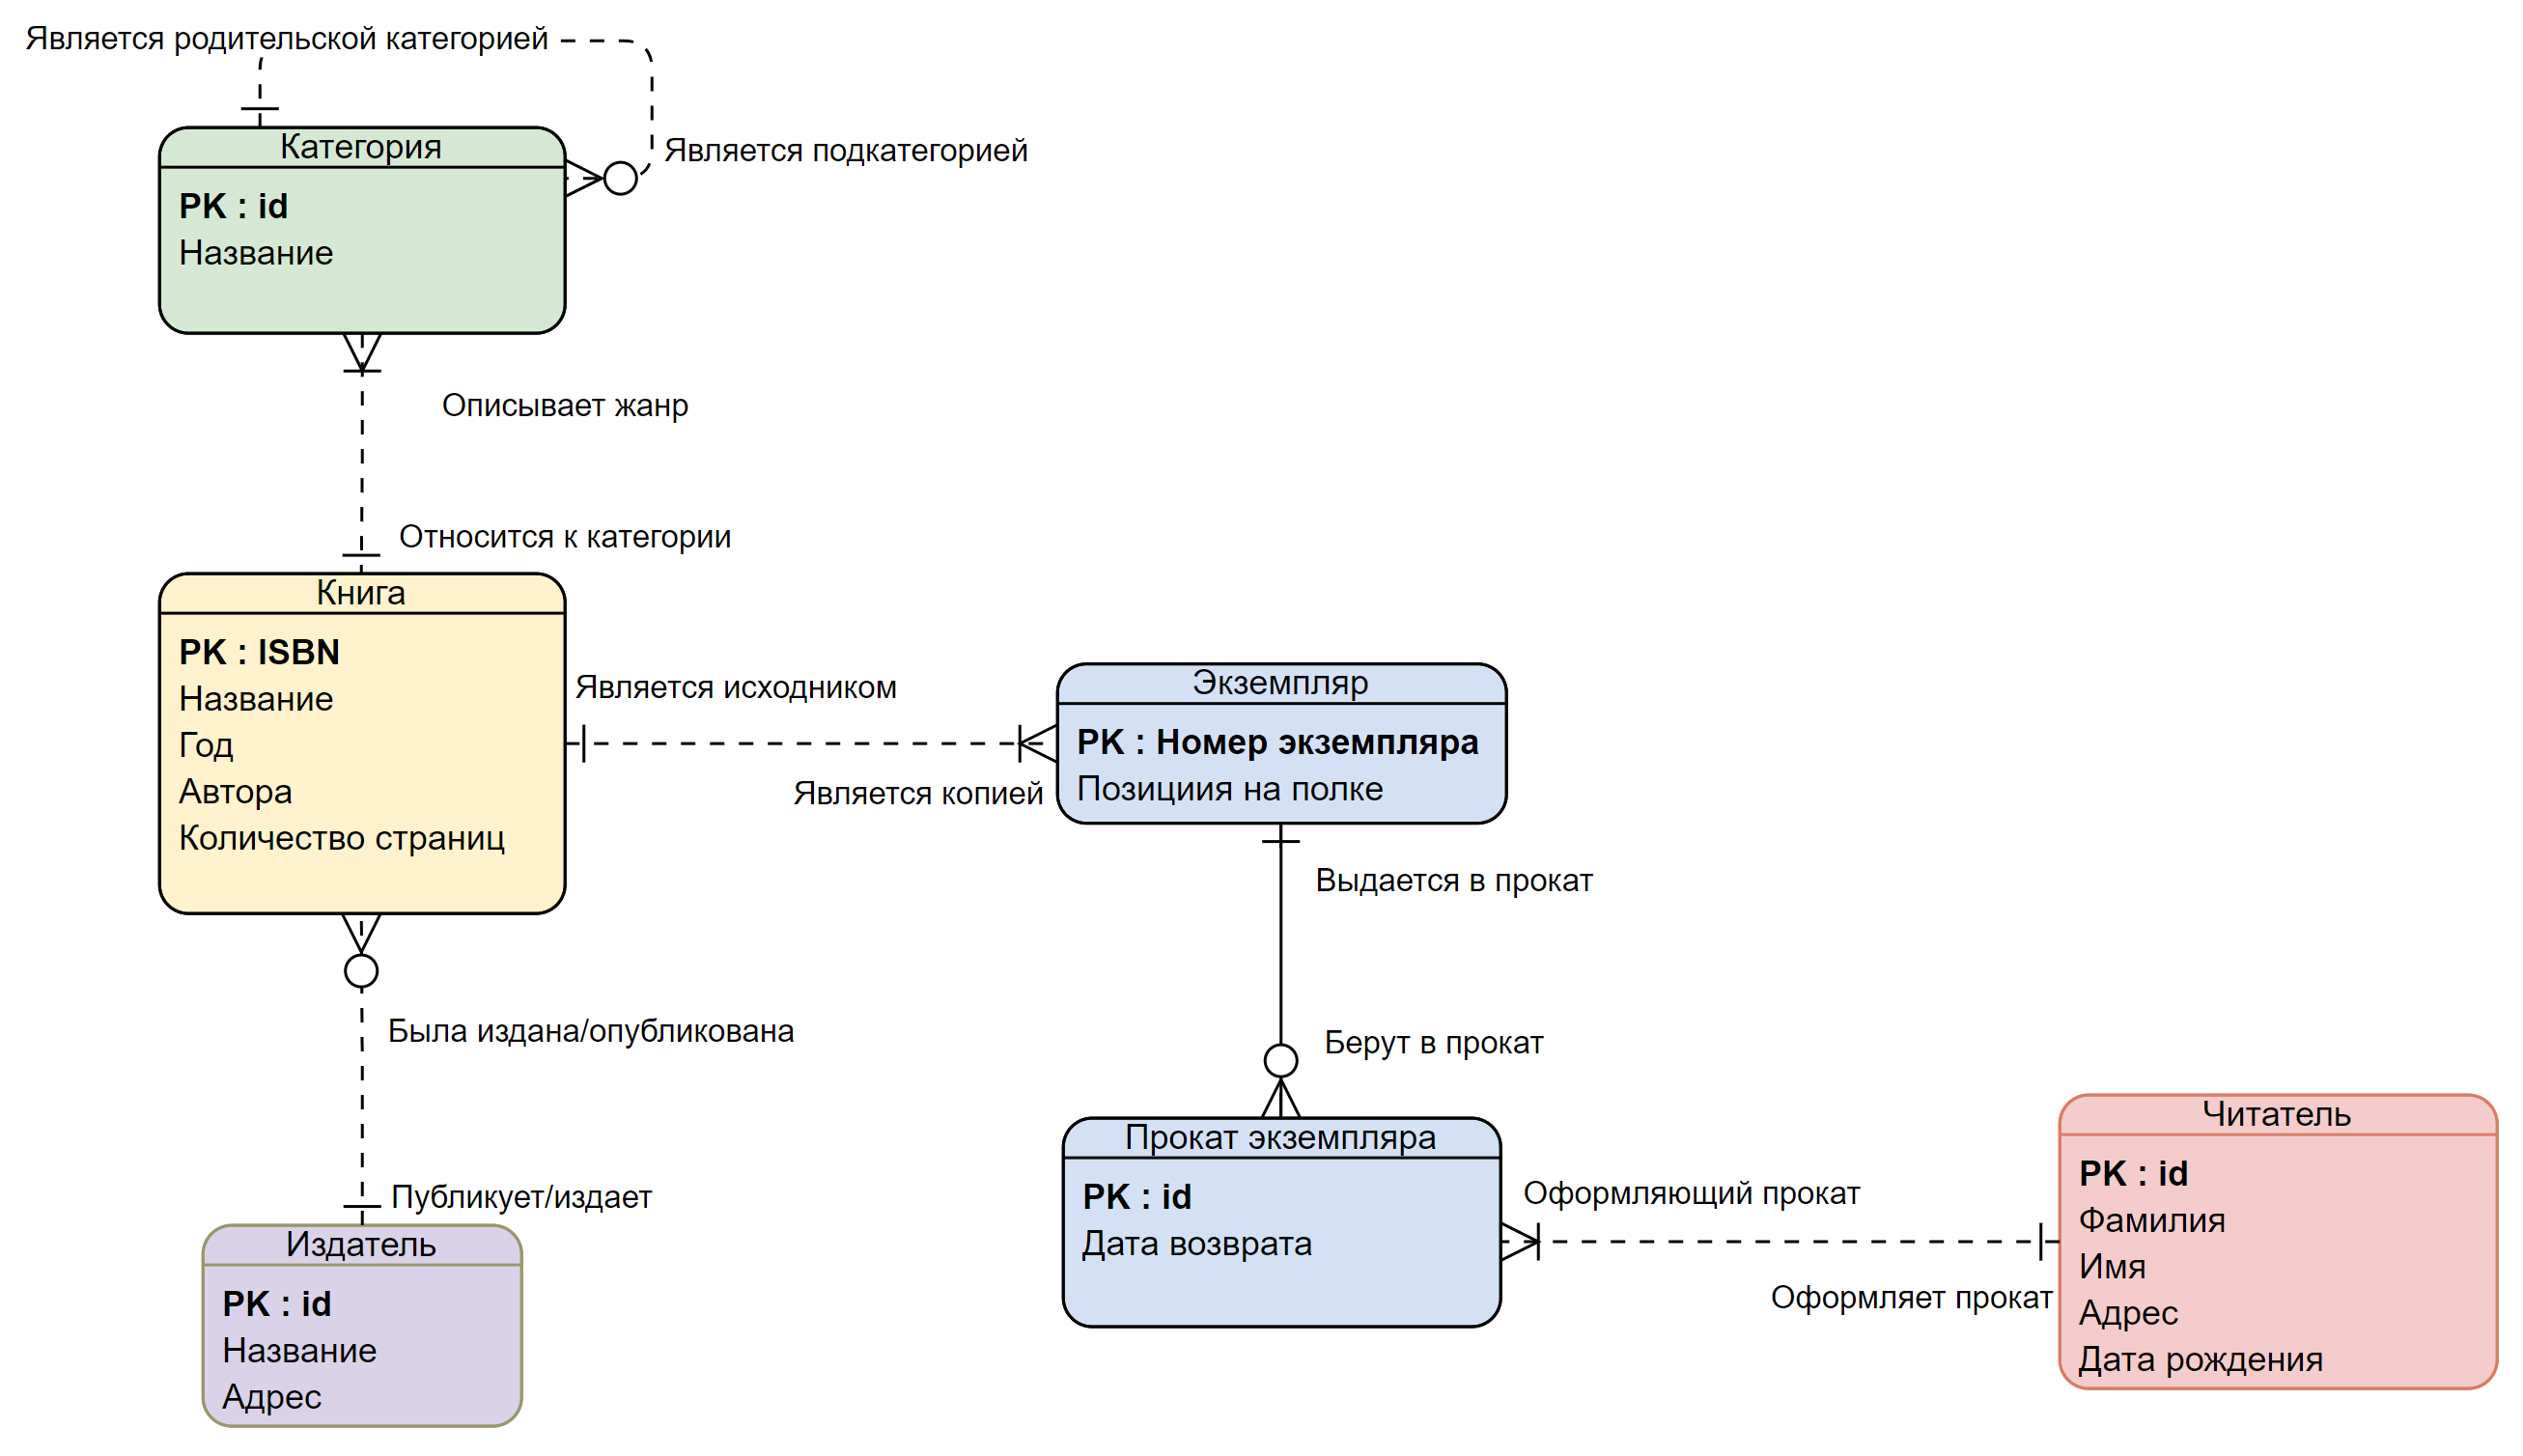 Является родительской категорией
Является подкатегорией
Категория
PK : id
Название
Описывает жанр
Относится к категории
Книга
PK : ISBN
Название
Год
Автора
Количество страниц
Является исходником
Является копией
Экземпляр
PK : Номер экземпляра
Позициия на полке
Выдается в прокат
Берут в прокат
Была издана/опубликована
Публикует/издает
Издатель
PK : id
Название
Адрес
Прокат экземпляра
PK : id
Дата возврата
Оформляющий прокат
Оформляет прокат
Читатель
PK : id
Фамилия
Имя
Адрес
Дата рождения